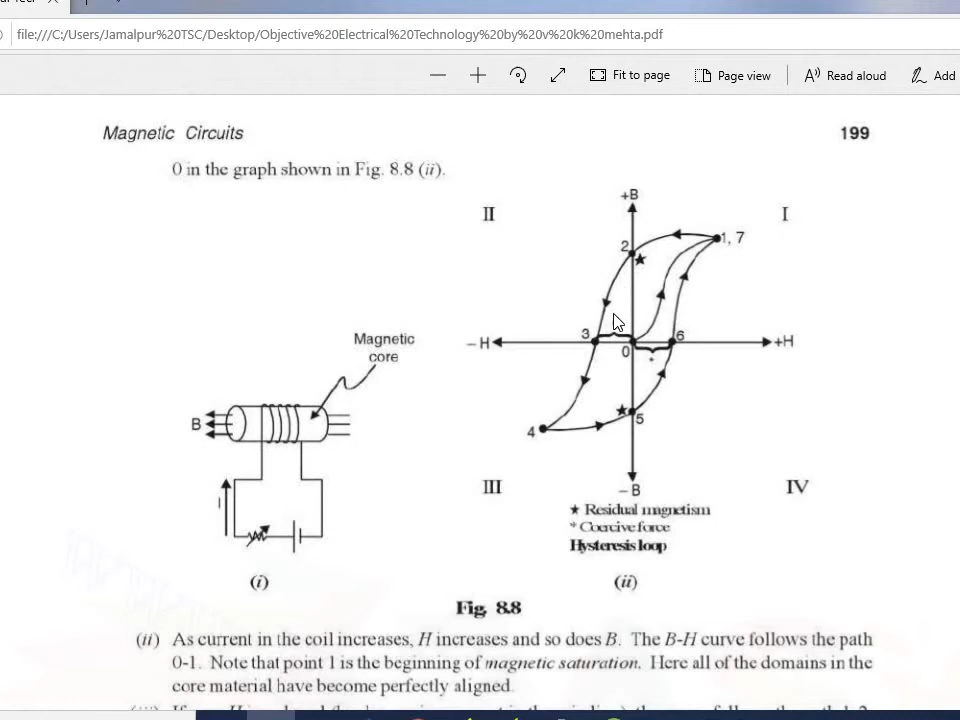 file:///C:/Users/Jamalpur%20TSC/Desktop/Objective%20Electrical%20Technology%20by%20v%20k%20mehta.pdf
Fit to page Page view Read aloud Add
Magnetic Circuits 199
0 in the graph shown in Fig. 8.8 (ii).
+B
II I
2 1, 7
3 6
Magnetic
core
– H +H
0
B
5
4
I
III IV
– B
★ Residual magnetism
* Coercive force
Hysteresis loop
(i) (ii)
Fig. 8.8
(ii) As current in the coil increases, H increases and so does B. The B-H curve follows the path
0-1. Note that point 1 is the beginning of magnetic saturation. Here all of the domains in the
core material have become perfectly aligned.